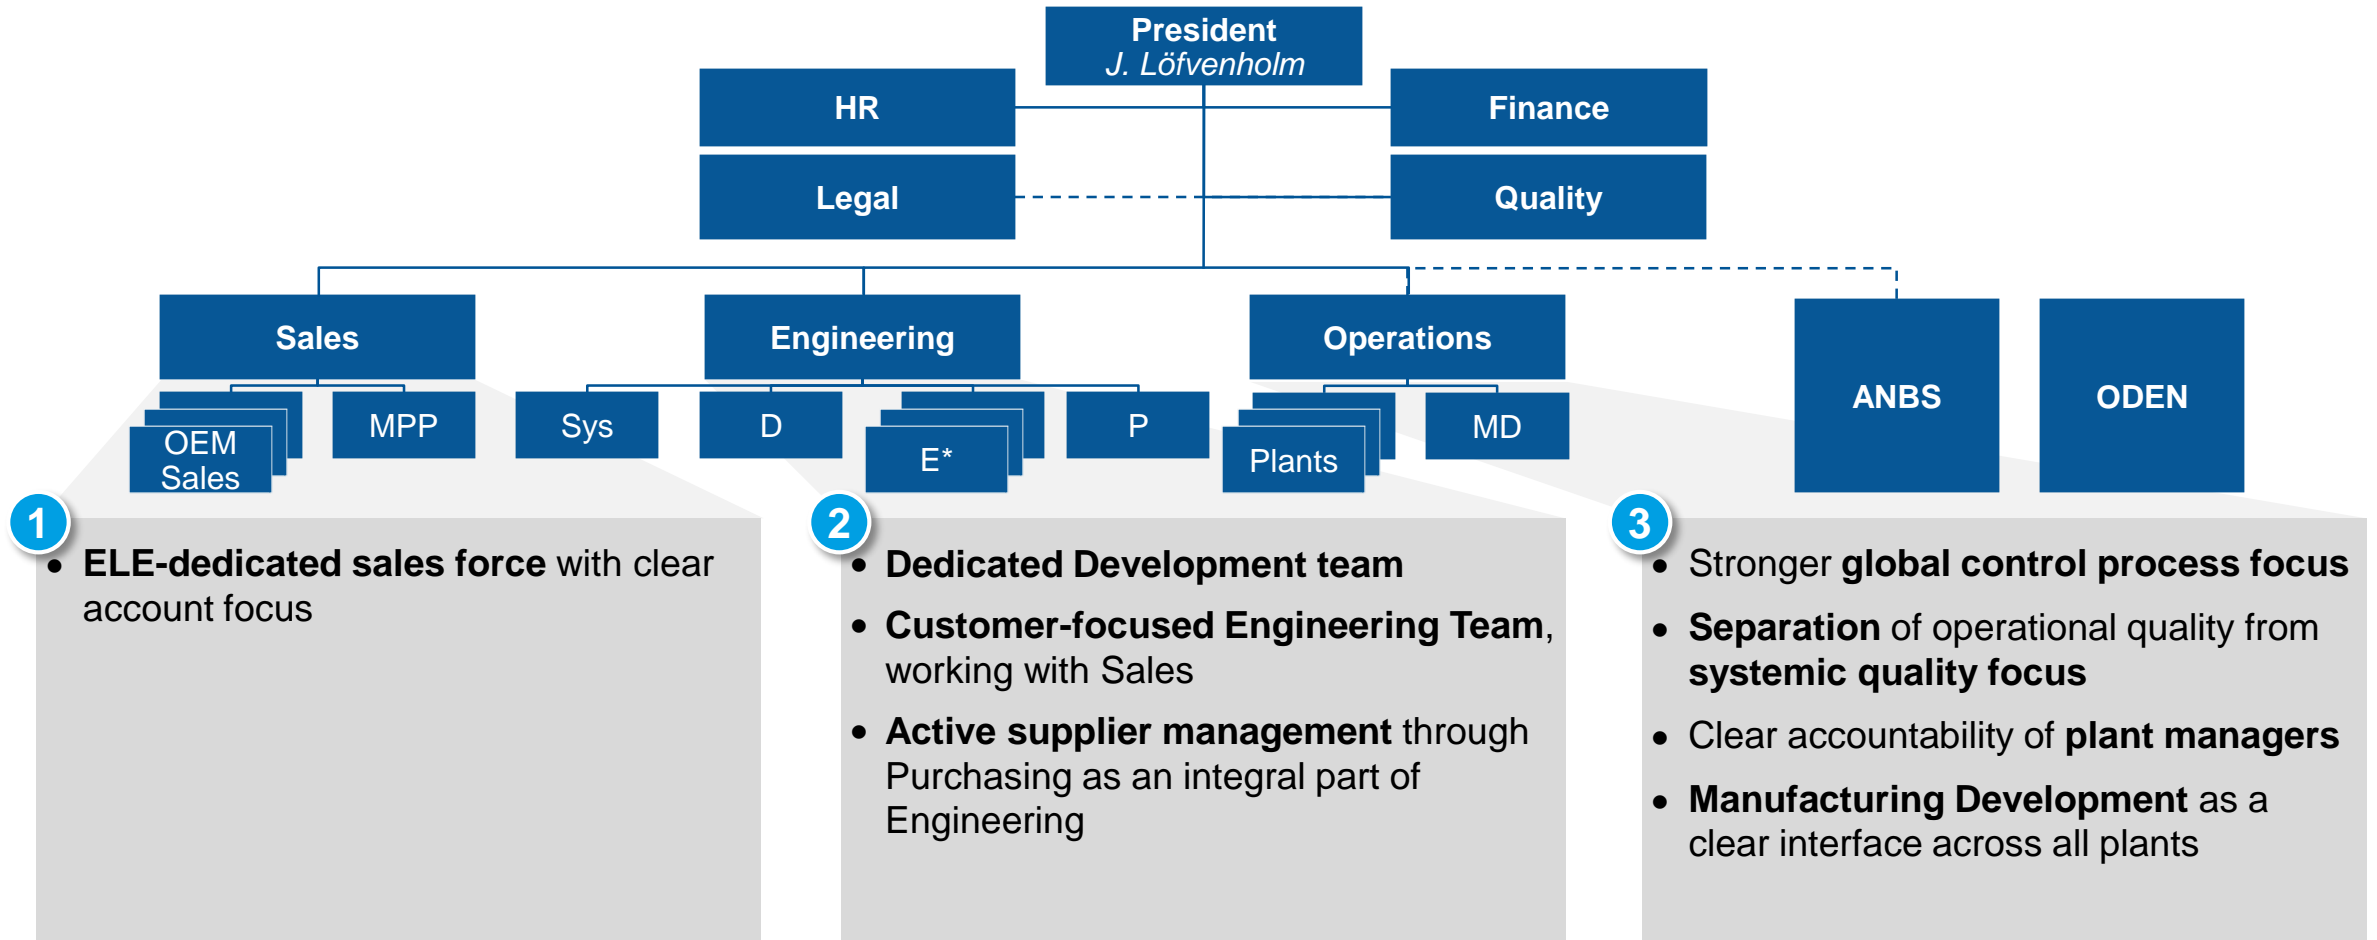 President
J. Löfvenholm
HR
Finance
Legal
Quality
Sales
Engineering
Operations
ANBS
ODEN
OEM
Sales
MPP
Sys
D
E*
P
Plants
MD
1
• ELE-dedicated sales force with clear
account focus
2
• Dedicated Development team
• Customer-focused Engineering Team,
working with Sales
• Active supplier management through
Purchasing as an integral part of
Engineering
3
• Stronger global control process focus
• Separation of operational quality from
systemic quality focus
• Clear accountability of plant managers
• Manufacturing Development as a
clear interface across all plants